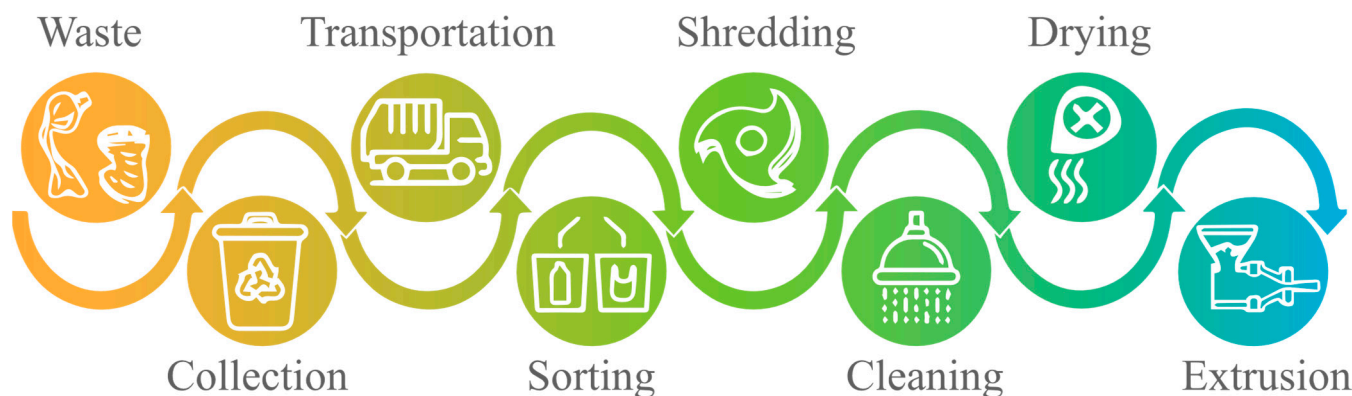 Waste
Transportation
Shredding
Drying
Collection
Sorting
Cleaning
Extrusion